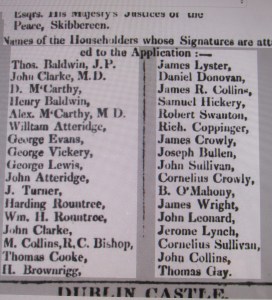 Esqrs. His Majesty's Justices of the
Peace, Skibbereen.
Names of the Householders whose Signatures are att
ed to the Application :—
Thos. Baldwin, J. P.
John Clarke, M. D.
D. McCarthy,
Henry Baldwin,
Alex. McCarthy, M D
William Atteridge,
George Evans,
George Vickery,
George Lewis,
John Atteridge,
J. Turner,
Harding Rountree,
Wm. H. Rountree,
John Clarke,
M. Collins, R.C. Bishop,
Thomas Cooke,
H. Brownrigg.
James Lyster,
Daniel Donovan,
James R. Collins,
Samuel Hickery,
Robert Swanton,
Rich. Coppinger,
James Crowly,
Joseph Bullen,
John Sullivan,
Cornelius Crowly,
B. O'Mahony,
James Wright,
John Leonard,
Jerome Lynch,
Cornelius Sullivan,
John Collins,
Thomas Gay.
DUBLIN CASTLE.